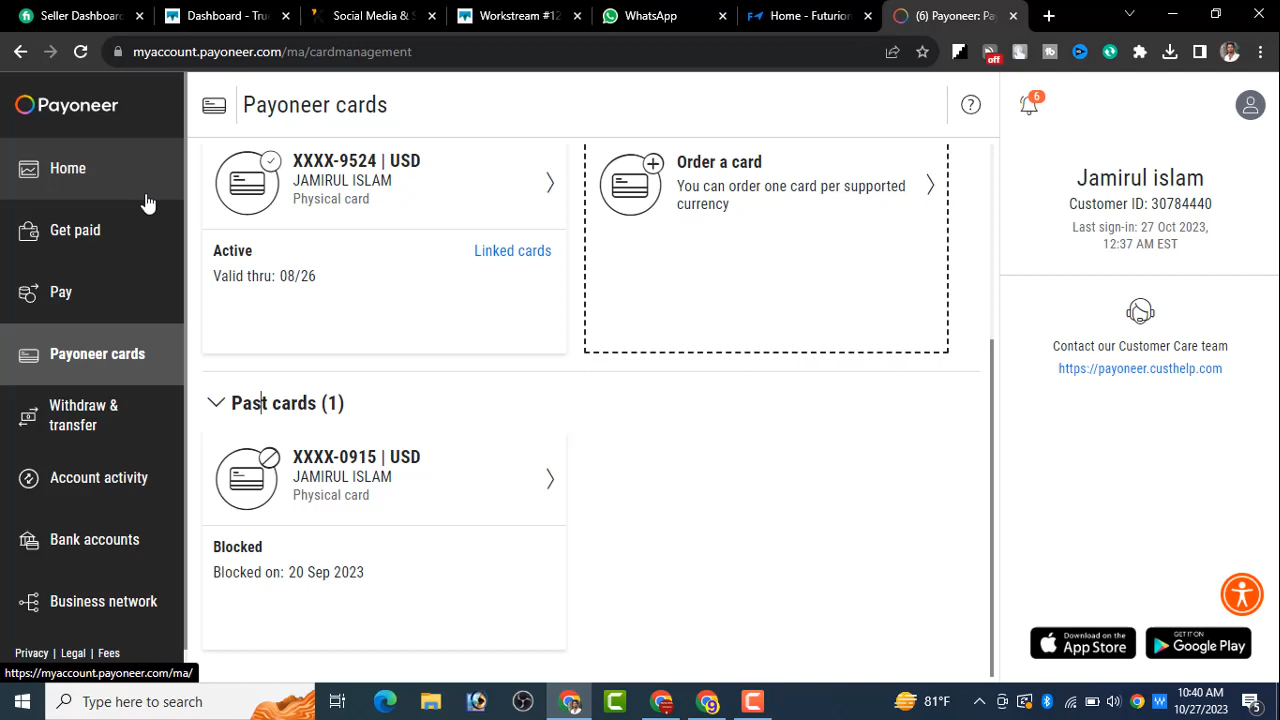 Seller Dashboard
Dashboard - True
Social Media & S
Workstream #12
WhatsApp
Home - Futurion
(6) Payoneer: Pa
myaccount.payoneer.com/ma/cardmanagement
off
Payoneer
Home
Get paid
Pay
Payoneer cards
Withdraw &
transfer
Account activity
Bank accounts
Business network
Privacy | Legal | Fees
https://myaccount.payoneer.com/ma/
Payoneer cards
XXXX-9524 | USD
JAMIRUL ISLAM
Physical card
Active
Linked cards
Valid thru: 08/26
Order a card
You can order one card per supported
currency
Past cards (1)
XXXX-0915 | USD
JAMIRUL ISLAM
Physical card
Blocked
Blocked on: 20 Sep 2023
6
Jamirul islam
Customer ID: 30784440
Last sign-in: 27 Oct 2023,
12:37 AM EST
Contact our Customer Care team
https://payoneer.custhelp.com
Download on the
App Store
GET IT ON
Google Play
Type here to search
81°F
10:40 AM
10/27/2023
5